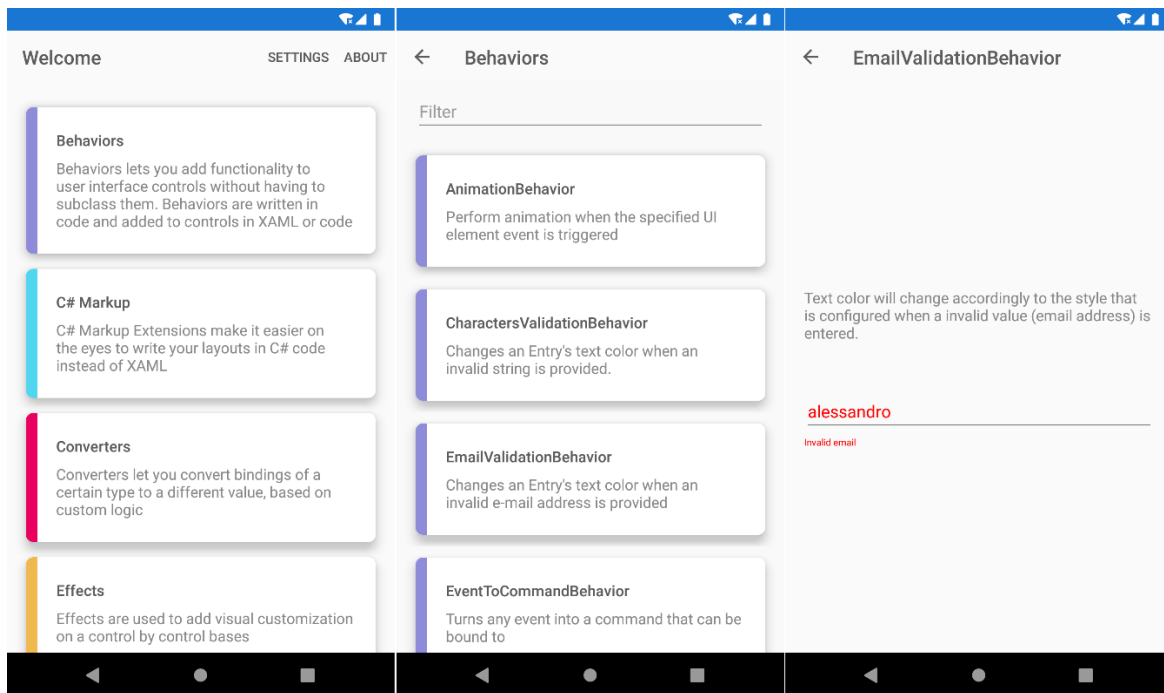 Welcome
SETTINGS
ABOUT
Behaviors
Behaviors lets you add functionality to
user interface controls without having to
subclass them. Behaviors are written in
code and added to controls in XAML or code
C# Markup
C# Markup Extensions make it easier on
the eyes to write your layouts in C# code
instead of XAML
Converters
Converters let you convert bindings of a
certain type to a different value, based on
custom logic
Effects
Effects are used to add visual customization
on a control by control bases
Behaviors
Filter
AnimationBehavior
Perform animation when the specified UI
element event is triggered
CharactersValidationBehavior
Changes an Entry's text color when an
invalid string is provided.
EmailValidationBehavior
Changes an Entry's text color when an
invalid e-mail address is provided
EventToCommandBehavior
Turns any event into a command that can be
bound to
EmailValidationBehavior
Text color will change accordingly to the style that
is configured when a invalid value (email address) is
entered.
alessandro
Invalid email